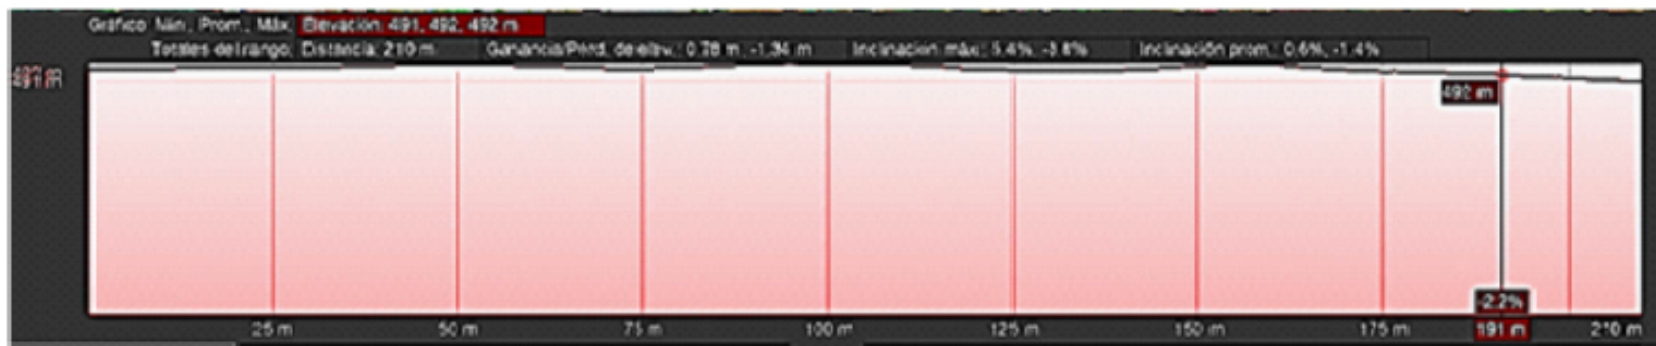 Gráfico: Mín., Prom., Máx. Elevación: 491, 492, 492 m
Totales del rango: Distancia: 210 m Ganancia/Pérd. de elev.: 0.78 m, -1.34 m Inclinación máx.: 5.4%, -3.8% Inclinación prom.: 0.6%, -1.4%
491 m
492 m
-2.2%
25 m 50 m 75 m 100 m 125 m 150 m 175 m 191 m 210 m